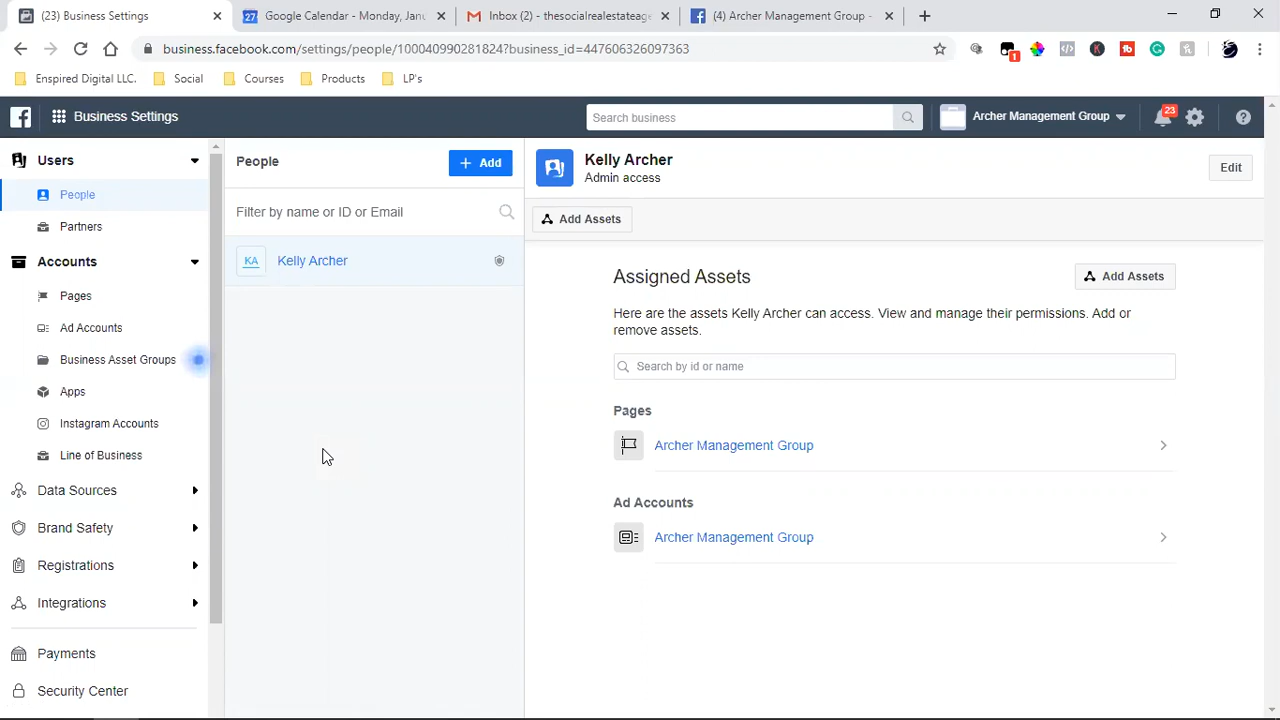 (23) Business Settings
27 Google Calendar - Monday, Janu
Inbox (2) - thesocialrealestateag
(4) Archer Management Group -
business.facebook.com/settings/people/100040990281824?business_id=447606326097363
1
Enspired Digital LLC.
Social
Courses
Products
LP's
Business Settings
Search business
Archer Management Group
23
Users
People
Partners
Accounts
Pages
Ad Accounts
Business Asset Groups
Apps
Instagram Accounts
Line of Business
Data Sources
Brand Safety
Registrations
Integrations
Payments
Security Center
People
+ Add
Filter by name or ID or Email
KA Kelly Archer
Kelly Archer
Admin access
Edit
Add Assets
Assigned Assets
Add Assets
Here are the assets Kelly Archer can access. View and manage their permissions. Add or
remove assets.
Search by id or name
Pages
Archer Management Group
Ad Accounts
Archer Management Group